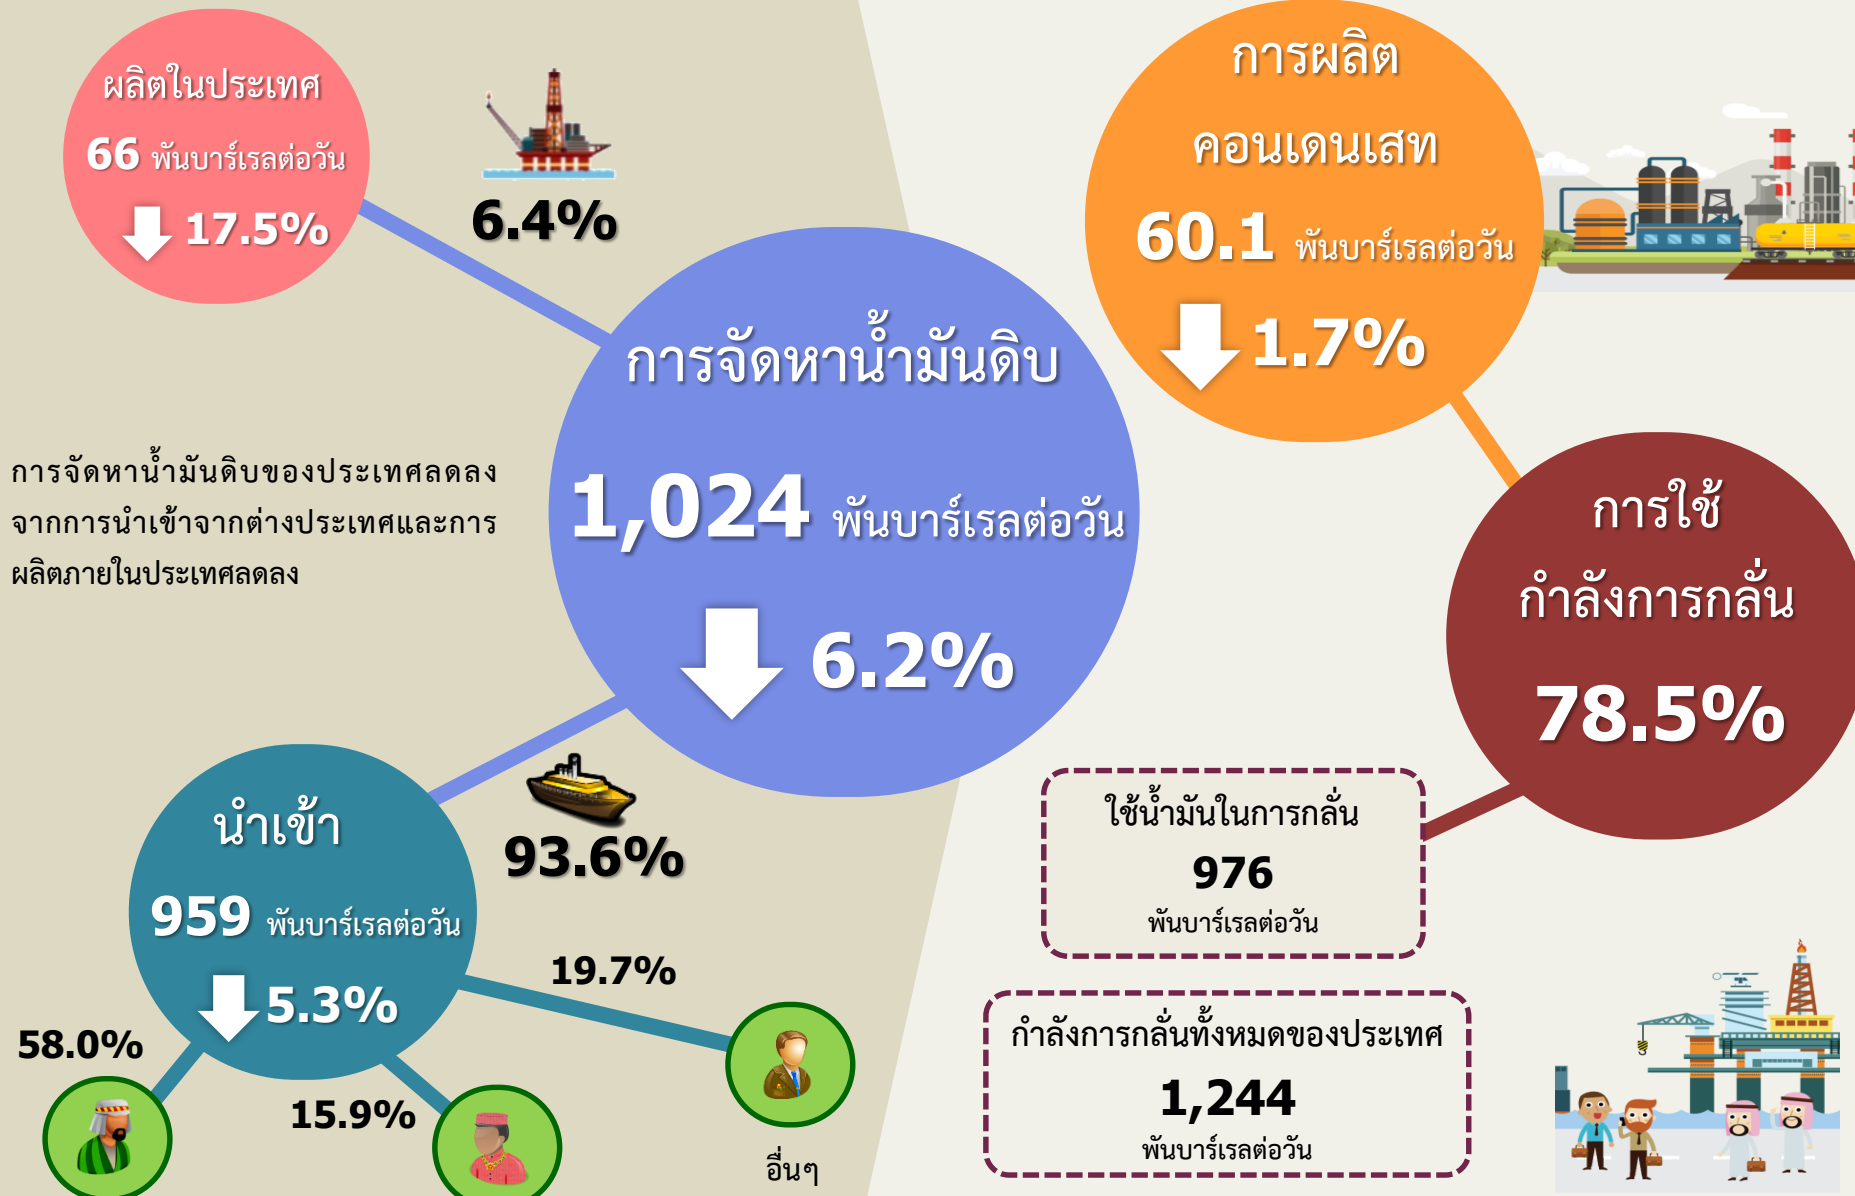 ผลิตในประเทศ
66 พันบาร์เรลต่อวัน
17.5%
6.4%
การจัดหาน้ำมันดิบ
1,024 พันบาร์เรลต่อวัน
6.2%
การจัดหาน้ำมันดิบของประเทศลดลง
จากการนำเข้าจากต่างประเทศและการ
ผลิตภายในประเทศลดลง
93.6%
นำเข้า
959 พันบาร์เรลต่อวัน
5.3%
58.0%
15.9%
19.7%
อื่นๆ
การผลิต
คอนเดนเสท
60.1 พันบาร์เรลต่อวัน
1.7%
การใช้
กำลังการกลั่น
78.5%
ใช้น้ำมันในการกลั่น
976
พันบาร์เรลต่อวัน
กำลังการกลั่นทั้งหมดของประเทศ
1,244
พันบาร์เรลต่อวัน